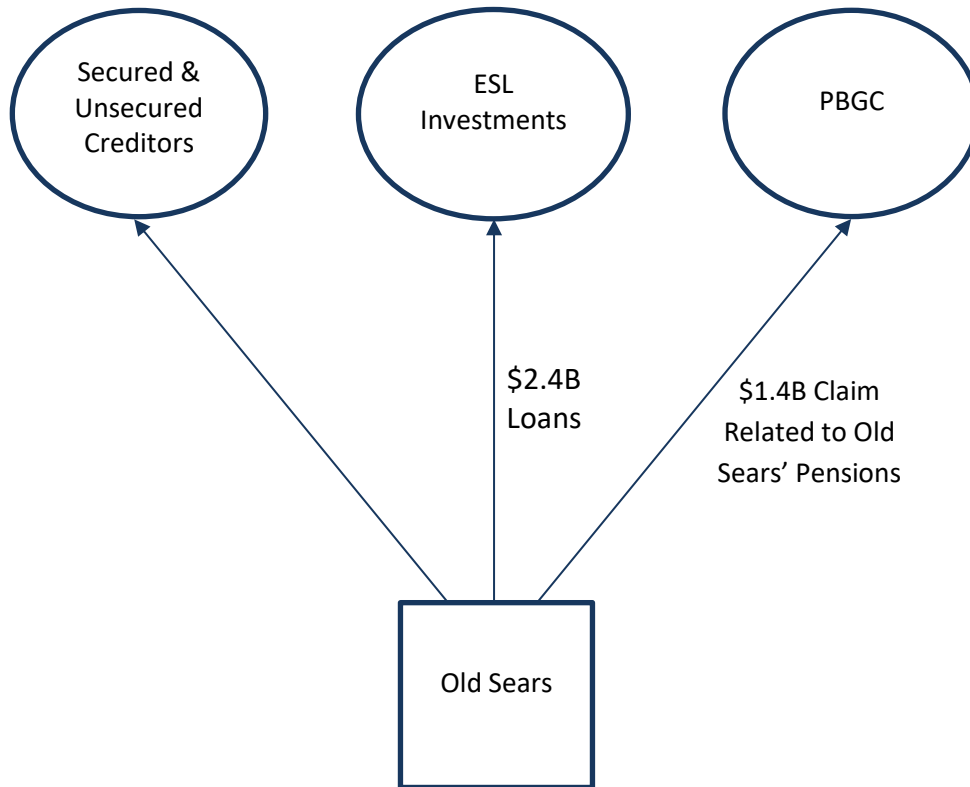 Secured &
Unsecured
Creditors
ESL
Investments
PBGC
$2.4B
Loans
$1.4B Claim
Related to Old
Sears’ Pensions
Old Sears